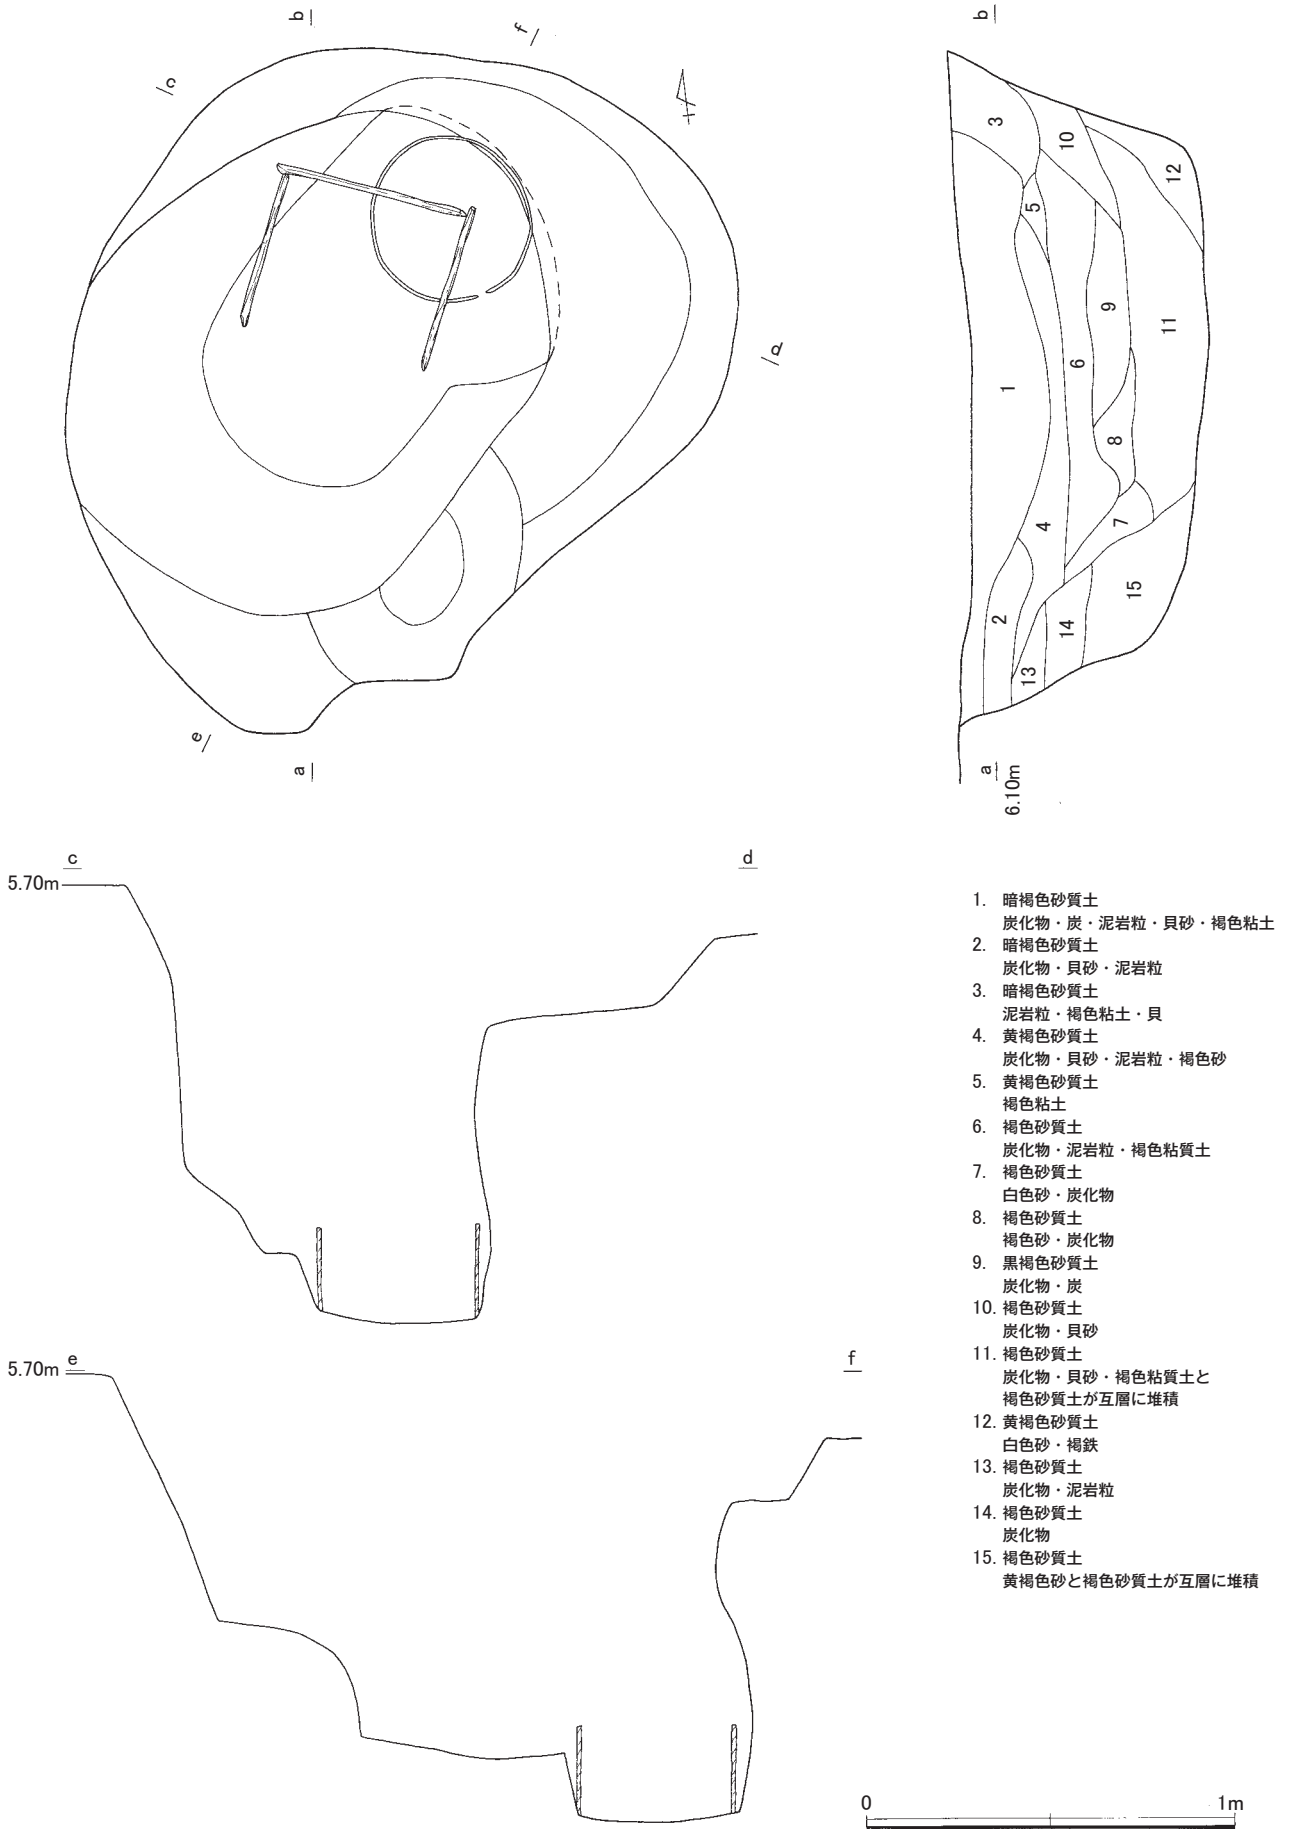 b
f
c
d
e
a
b
3
10
12
5
9
11
6
1
8
4
7
15
2
14
13
a
6.10m
c
d
5.70m
1. 暗褐色砂質土
炭化物・炭・泥岩粒・貝砂・褐色粘土
2. 暗褐色砂質土
炭化物・貝砂・泥岩粒
3. 暗褐色砂質土
泥岩粒・褐色粘土・貝
4. 黄褐色砂質土
炭化物・貝砂・泥岩粒・褐色砂
5. 黄褐色砂質土
褐色粘土
6. 褐色砂質土
炭化物・泥岩粒・褐色粘質土
7. 褐色砂質土
白色砂・炭化物
8. 褐色砂質土
褐色砂・炭化物
9. 黒褐色砂質土
炭化物・炭
10. 褐色砂質土
炭化物・貝砂
11. 褐色砂質土
炭化物・貝砂・褐色粘質土と
褐色砂質土が互層に堆積
12. 黄褐色砂質土
白色砂・褐鉄
13. 褐色砂質土
炭化物・泥岩粒
14. 褐色砂質土
炭化物
15. 褐色砂質土
黄褐色砂と褐色砂質土が互層に堆積
5.70m e
f
0 1m